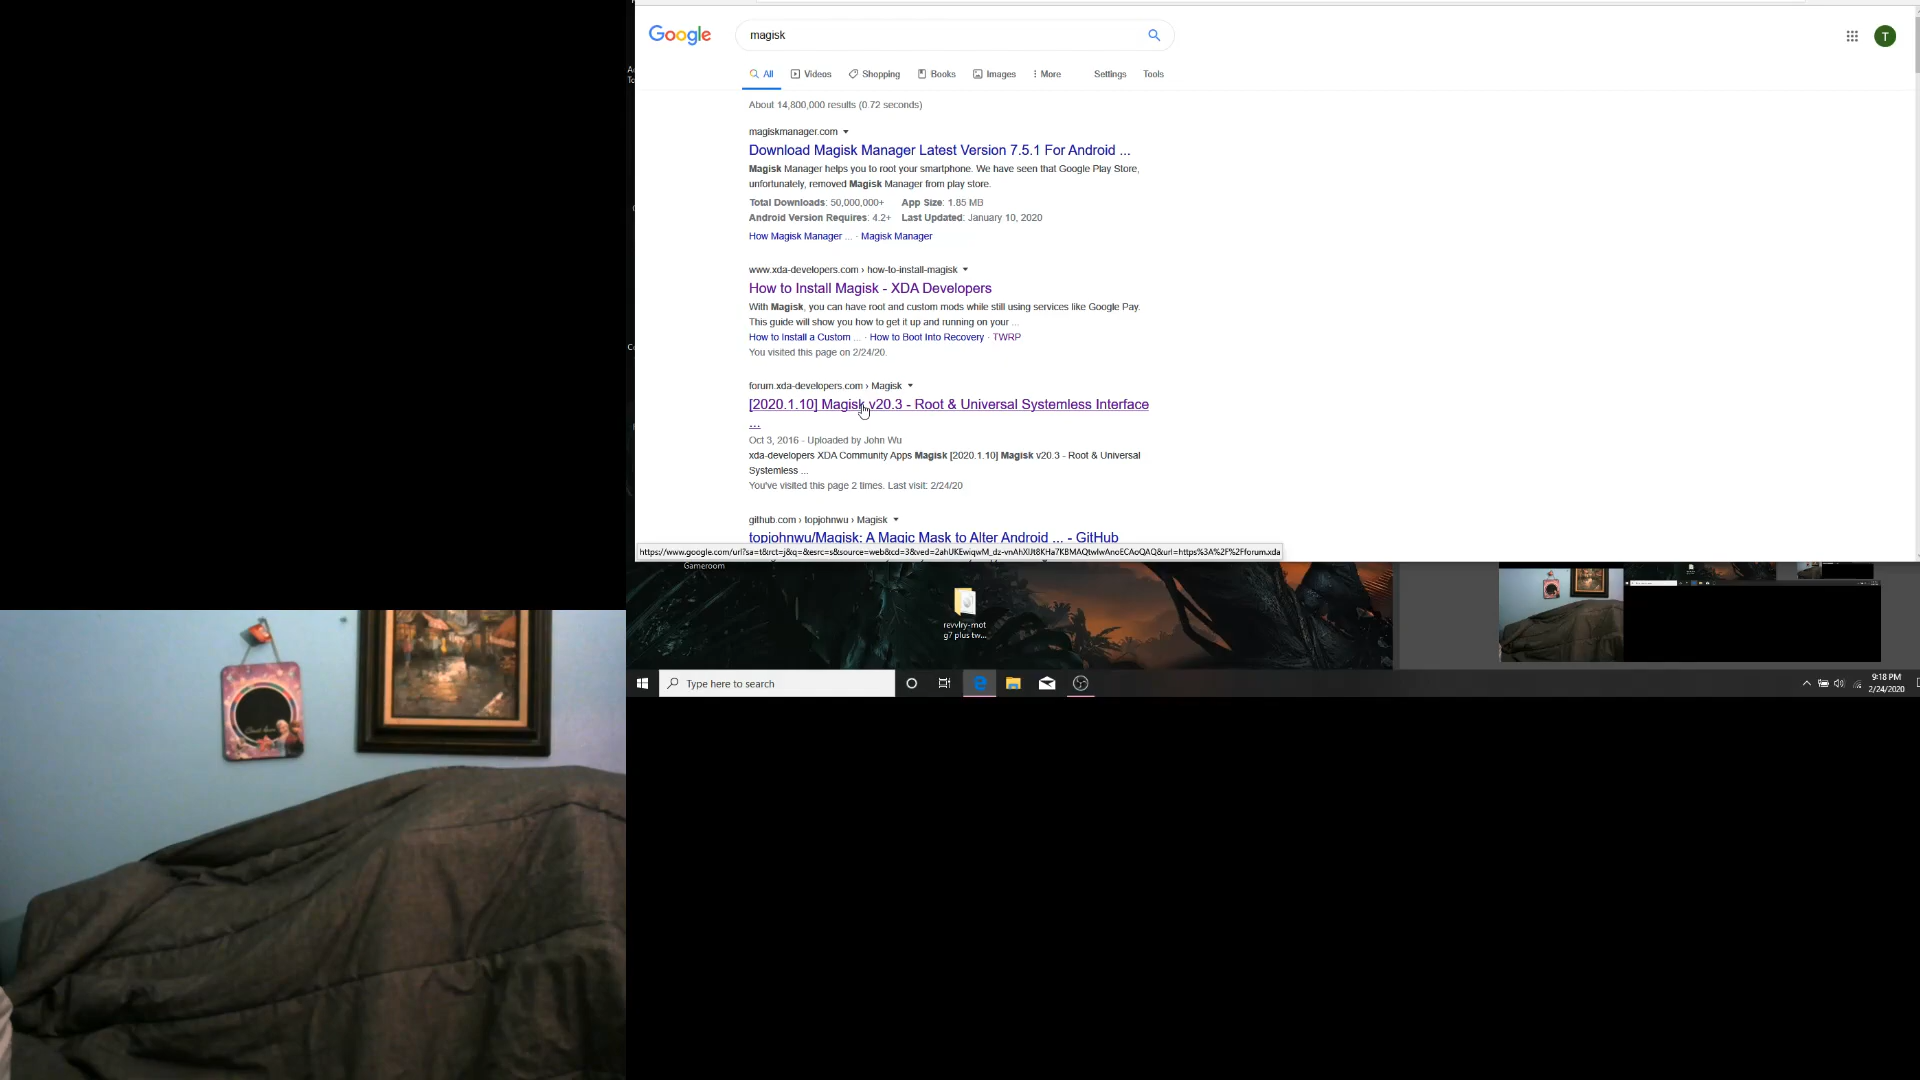 Google
magisk
T
All
Videos
Shopping
Books
Images
More
Settings
Tools
About 14,800,000 results (0.72 seconds)
magiskmanager.com
Download Magisk Manager Latest Version 7.5.1 For Android ...
Magisk Manager helps you to root your smartphone. We have seen that Google Play Store,
unfortunately, removed Magisk Manager from play store.
Total Downloads: 50,000,000+ App Size: 1.85 MB
Android Version Requires: 4.2+ Last Updated: January 10, 2020
How Magisk Manager ... · Magisk Manager
www.xda-developers.com › how-to-install-magisk
How to Install Magisk - XDA Developers
With Magisk, you can have root and custom mods while still using services like Google Pay.
This guide will show you how to get it up and running on your ...
How to Install a Custom ... · How to Boot Into Recovery · TWRP
You visited this page on 2/24/20.
forum.xda-developers.com › Magisk
[2020.1.10] Magisk v20.3 - Root & Universal Systemless Interface
...
Oct 3, 2016 - Uploaded by John Wu
xda-developers XDA Community Apps Magisk [2020.1.10] Magisk v20.3 - Root & Universal
Systemless ...
You've visited this page 2 times. Last visit: 2/24/20
github.com › topjohnwu › Magisk
topjohnwu/Magisk: A Magic Mask to Alter Android ... - GitHub
Gameroom
revvlry-mot
g7 plus tw...
Type here to search
9:18 PM
2/24/2020